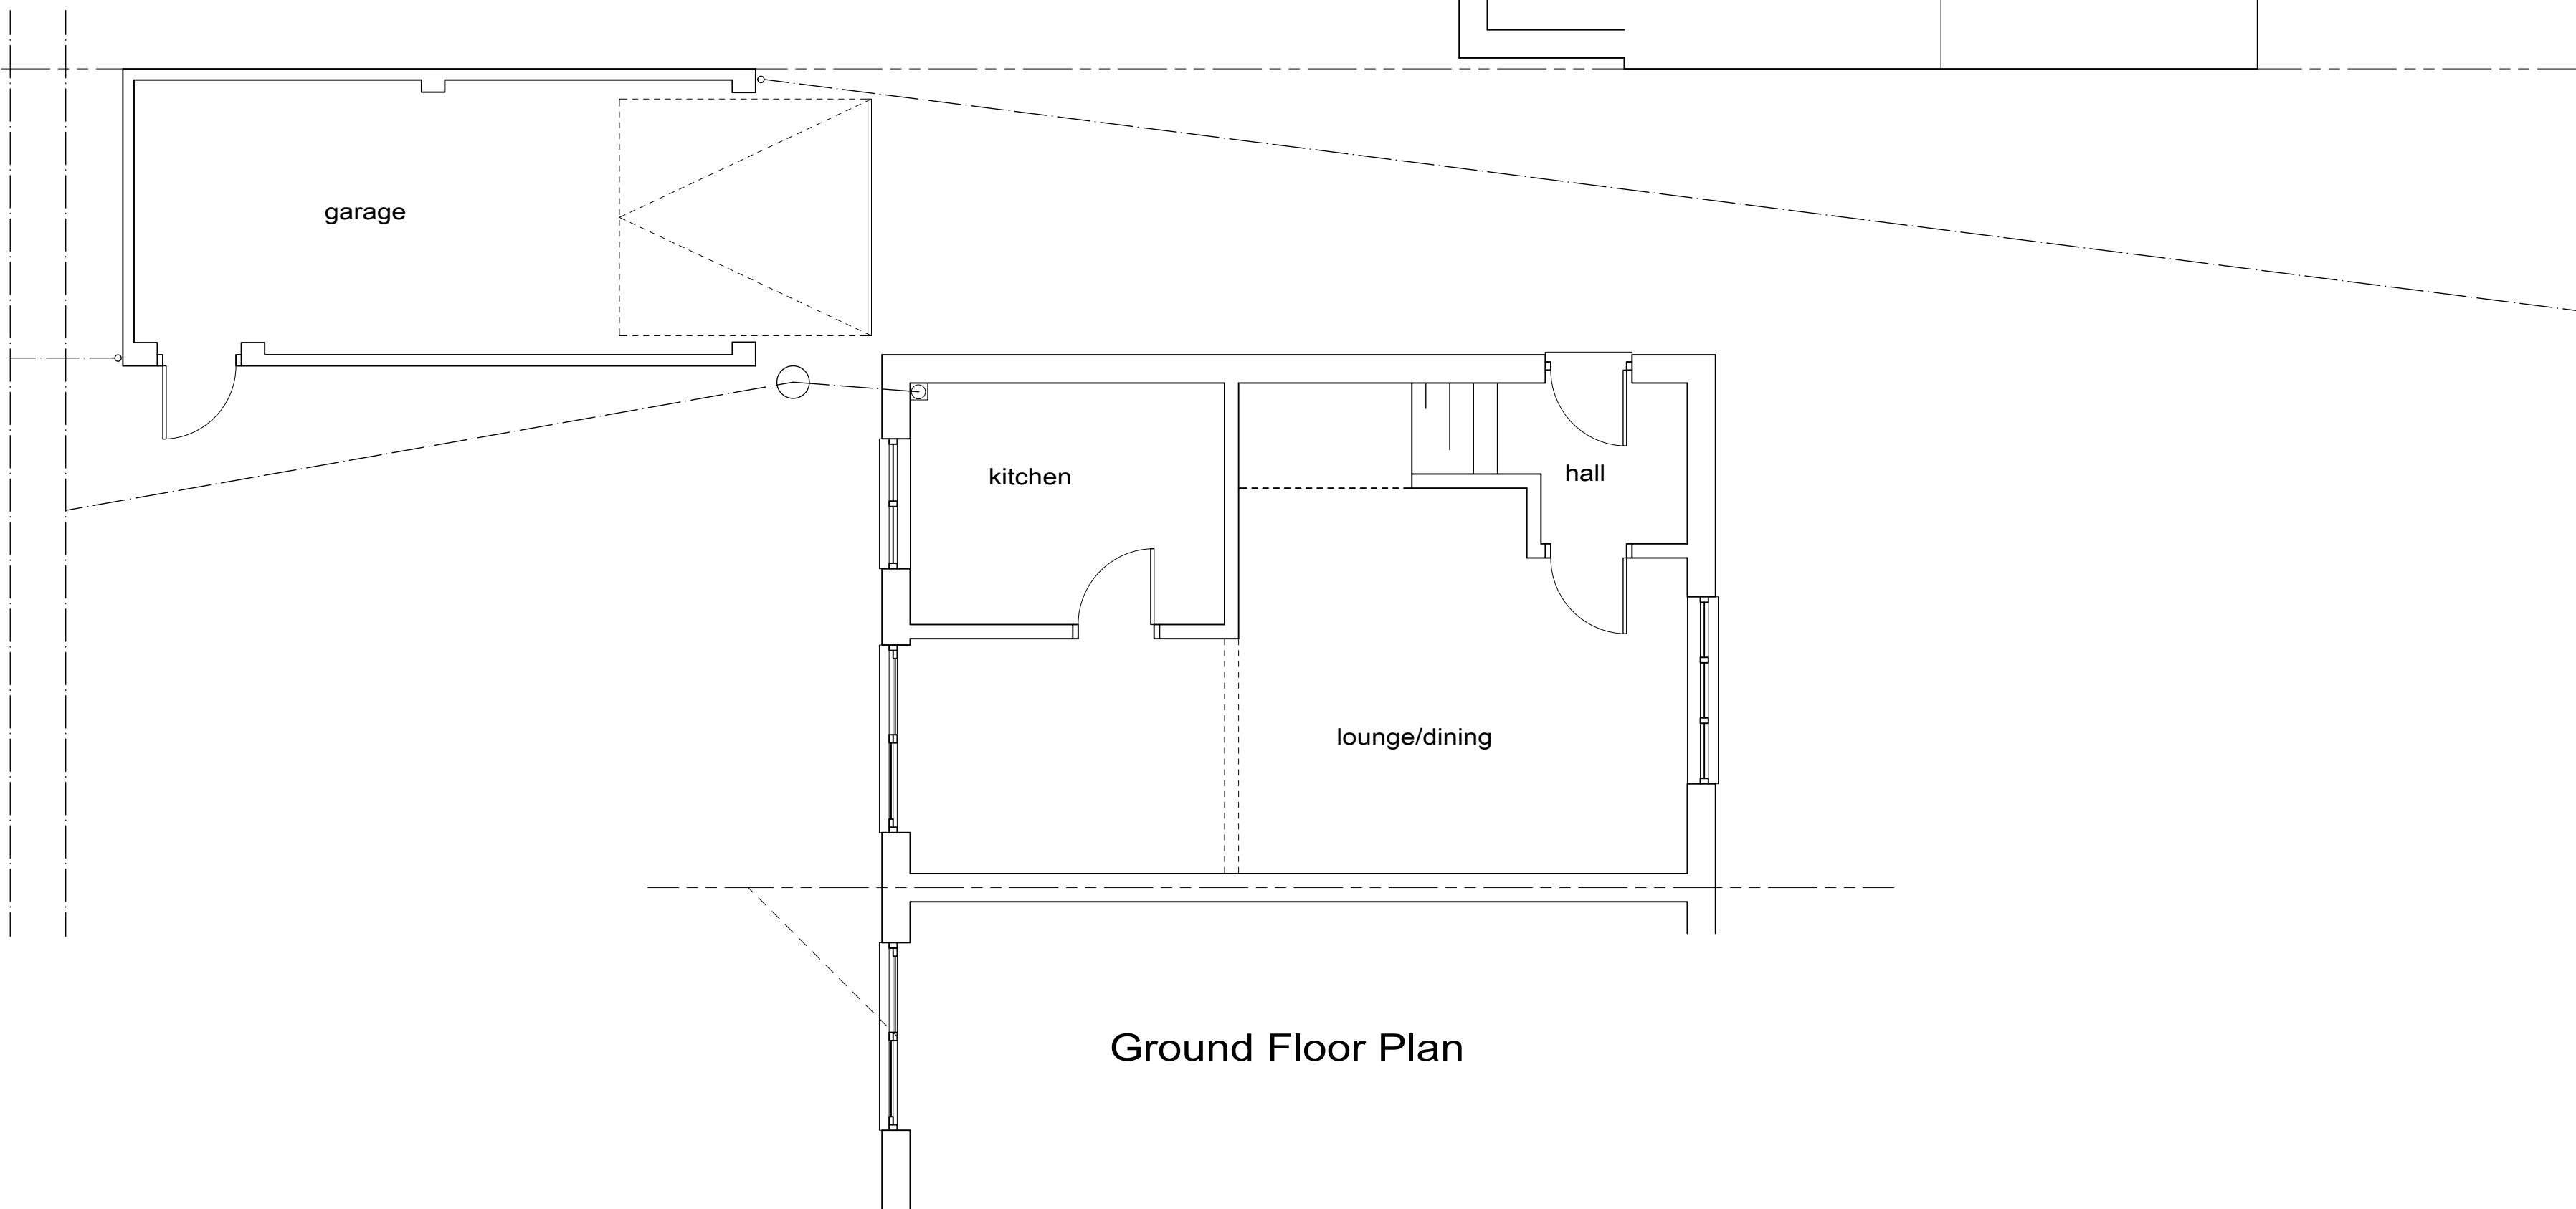 garage
kitchen
hall
lounge/dining
Ground Floor Plan